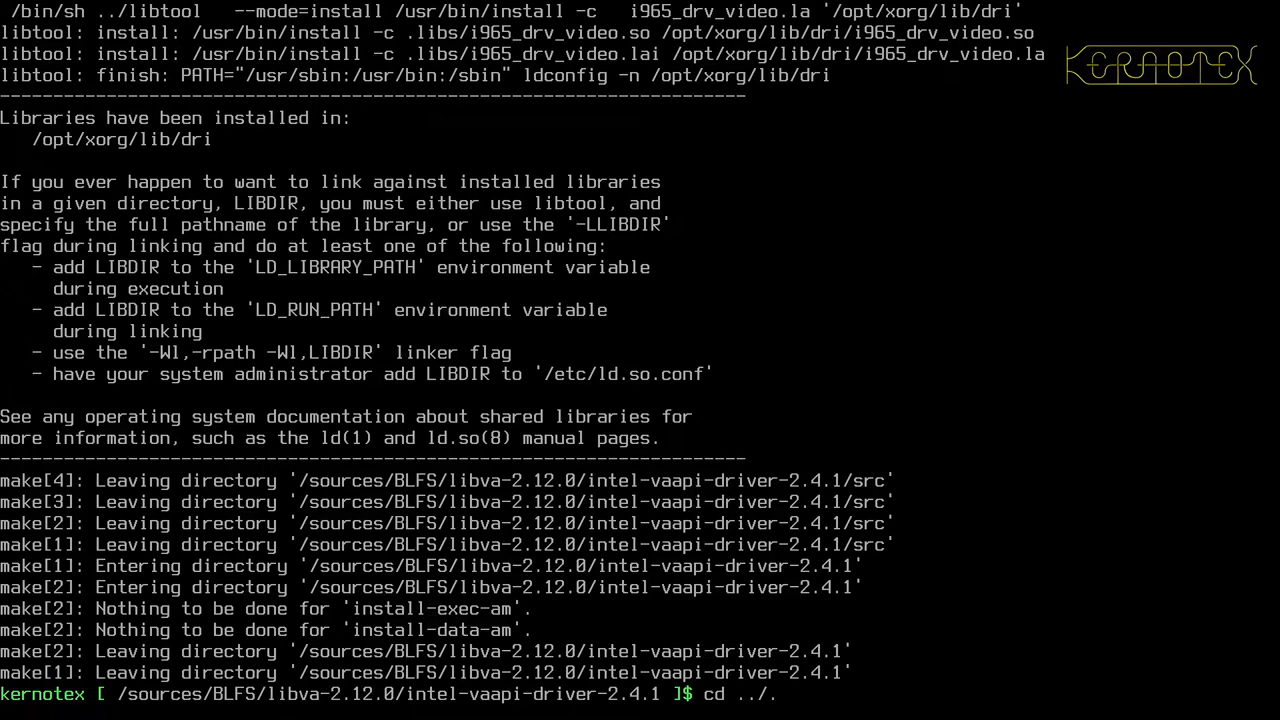 /bin/sh ../libtool   --mode=install /usr/bin/install -c   i965_drv_video.la '/opt/xorg/lib/dri'
libtool: install: /usr/bin/install -c .libs/i965_drv_video.so /opt/xorg/lib/dri/i965_drv_video.so
libtool: install: /usr/bin/install -c .libs/i965_drv_video.lai /opt/xorg/lib/dri/i965_drv_video.la
KERNOTEX
libtool: finish: PATH="/usr/sbin:/usr/bin:/sbin" ldconfig -n /opt/xorg/lib/dri
----------------------------------------------------------------------
Libraries have been installed in:
   /opt/xorg/lib/dri
If you ever happen to want to link against installed libraries
in a given directory, LIBDIR, you must either use libtool, and
specify the full pathname of the library, or use the '-LLIBDIR'
flag during linking and do at least one of the following:
   - add LIBDIR to the 'LD_LIBRARY_PATH' environment variable
     during execution
   - add LIBDIR to the 'LD_RUN_PATH' environment variable
     during linking
   - use the '-Wl,-rpath -Wl,LIBDIR' linker flag
   - have your system administrator add LIBDIR to '/etc/ld.so.conf'
See any operating system documentation about shared libraries for
more information, such as the ld(1) and ld.so(8) manual pages.
----------------------------------------------------------------------
make[4]: Leaving directory '/sources/BLFS/libva-2.12.0/intel-vaapi-driver-2.4.1/src'
make[3]: Leaving directory '/sources/BLFS/libva-2.12.0/intel-vaapi-driver-2.4.1/src'
make[2]: Leaving directory '/sources/BLFS/libva-2.12.0/intel-vaapi-driver-2.4.1/src'
make[1]: Leaving directory '/sources/BLFS/libva-2.12.0/intel-vaapi-driver-2.4.1/src'
make[1]: Entering directory '/sources/BLFS/libva-2.12.0/intel-vaapi-driver-2.4.1'
make[2]: Entering directory '/sources/BLFS/libva-2.12.0/intel-vaapi-driver-2.4.1'
make[2]: Nothing to be done for 'install-exec-am'.
make[2]: Nothing to be done for 'install-data-am'.
make[2]: Leaving directory '/sources/BLFS/libva-2.12.0/intel-vaapi-driver-2.4.1'
make[1]: Leaving directory '/sources/BLFS/libva-2.12.0/intel-vaapi-driver-2.4.1'
kernotex [ /sources/BLFS/libva-2.12.0/intel-vaapi-driver-2.4.1 ]$ cd ../.